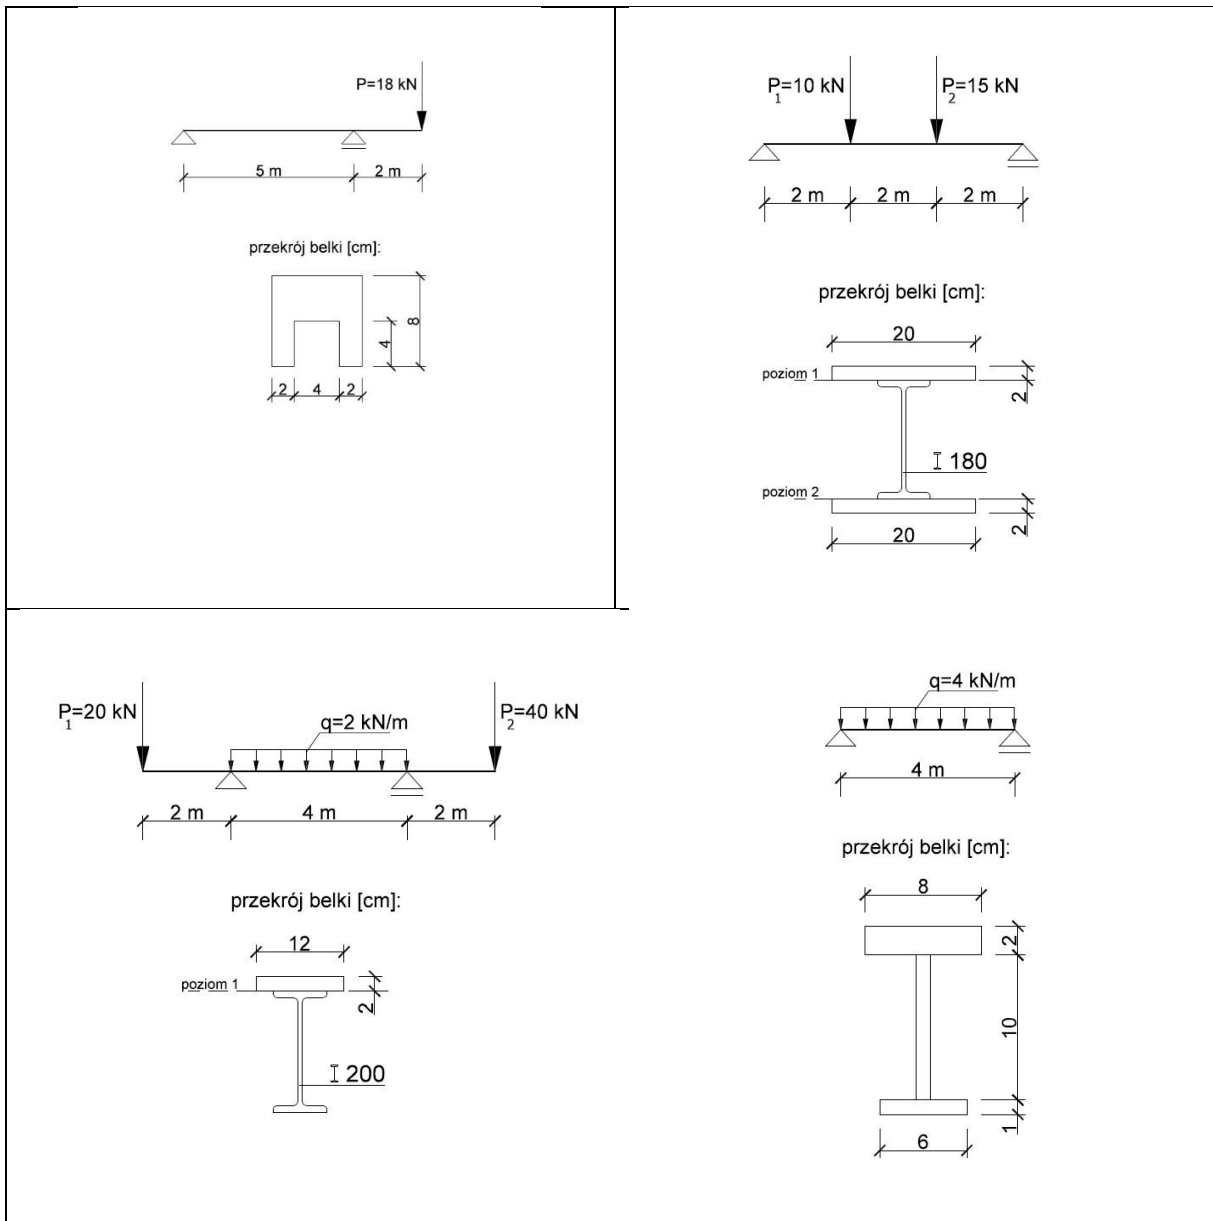 P=18 kN
5 m
2 m
przekrój belki [cm]:
8
4
2
4
2
P1=10 kN
P2=15 kN
2 m
2 m
2 m
przekrój belki [cm]:
20
poziom 1
2
I 180
poziom 2
2
20
P1=20 kN
q=2 kN/m
P2=40 kN
2 m
4 m
2 m
przekrój belki [cm]:
12
poziom 1
2
I 200
q=4 kN/m
4 m
przekrój belki [cm]:
8
2
10
1
6